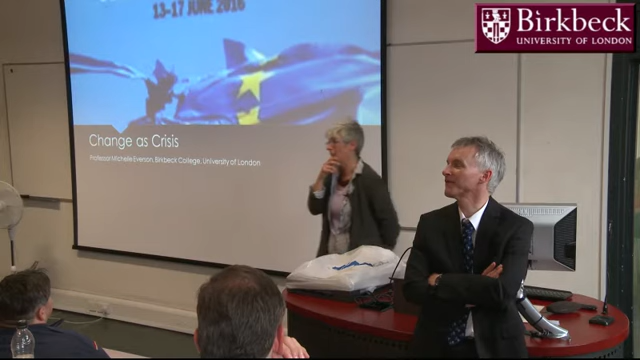 13-17 JUNE 2016
Birkbeck
UNIVERSITY OF LONDON
Change as Crisis
Professor Michelle Everson, Birkbeck College, University of London